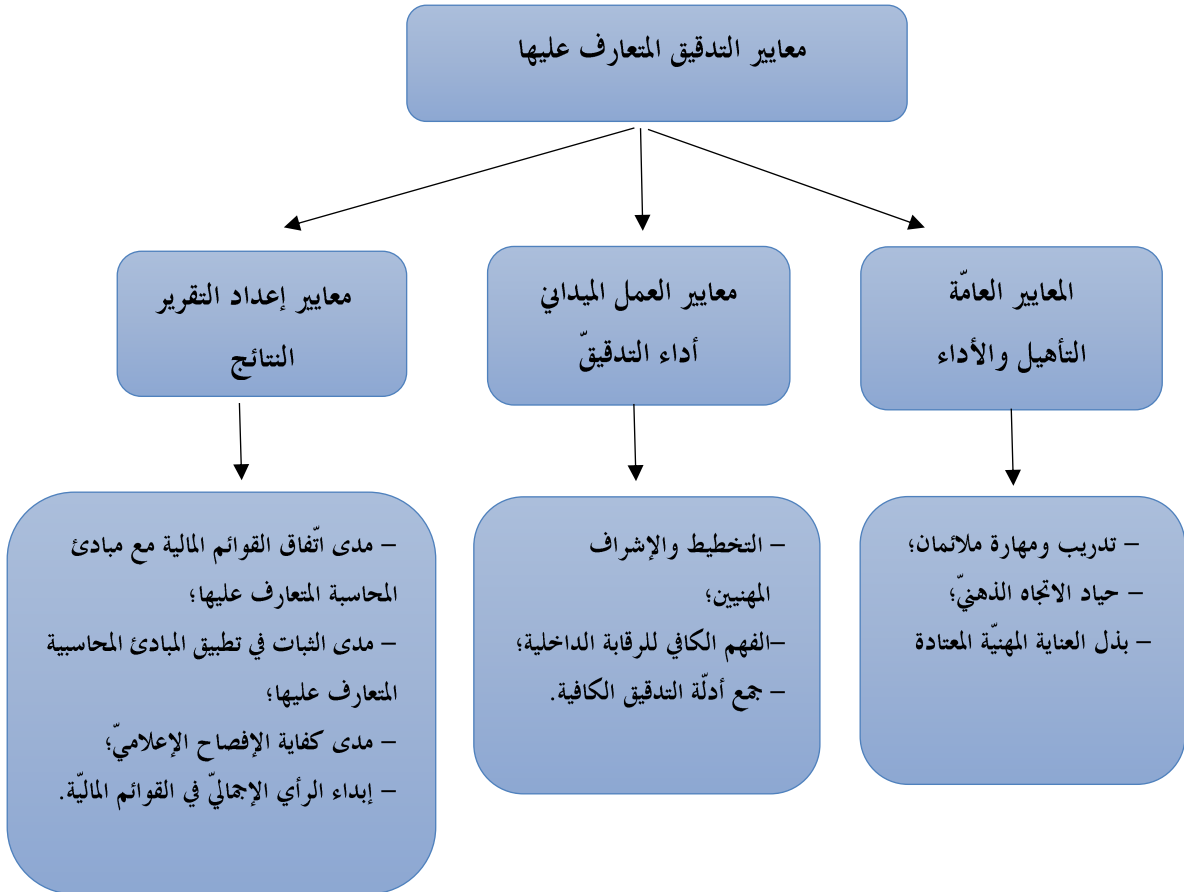 معايير التدقيق المتعارف عليها
المعايير العامّة
التأهيل والأداء
معايير العمل الميداني
أداء التدقيقّ
معايير إعداد التقرير
النتائج
– تدريب ومهارة ملائمان؛
– حياد الاتجاه الذهنيّ؛
– بذل العناية المهنيّة المعتادة
– التخطيط والإشراف
المهنيين؛
–الفهم الكافي للرقابة الداخلية؛
– جمع أدلّة التدقيق الكافية.
– مدى اتّفاق القوائم المالية مع مبادئ
المحاسبة المتعارف عليها؛
– مدى الثبات في تطبيق المبادئ المحاسبية
المتعارف عليها؛
– مدى كفاية الإفصاح الإعلاميّ؛
– إبداء الرأي الإجماليّ في القوائم الماليّة.